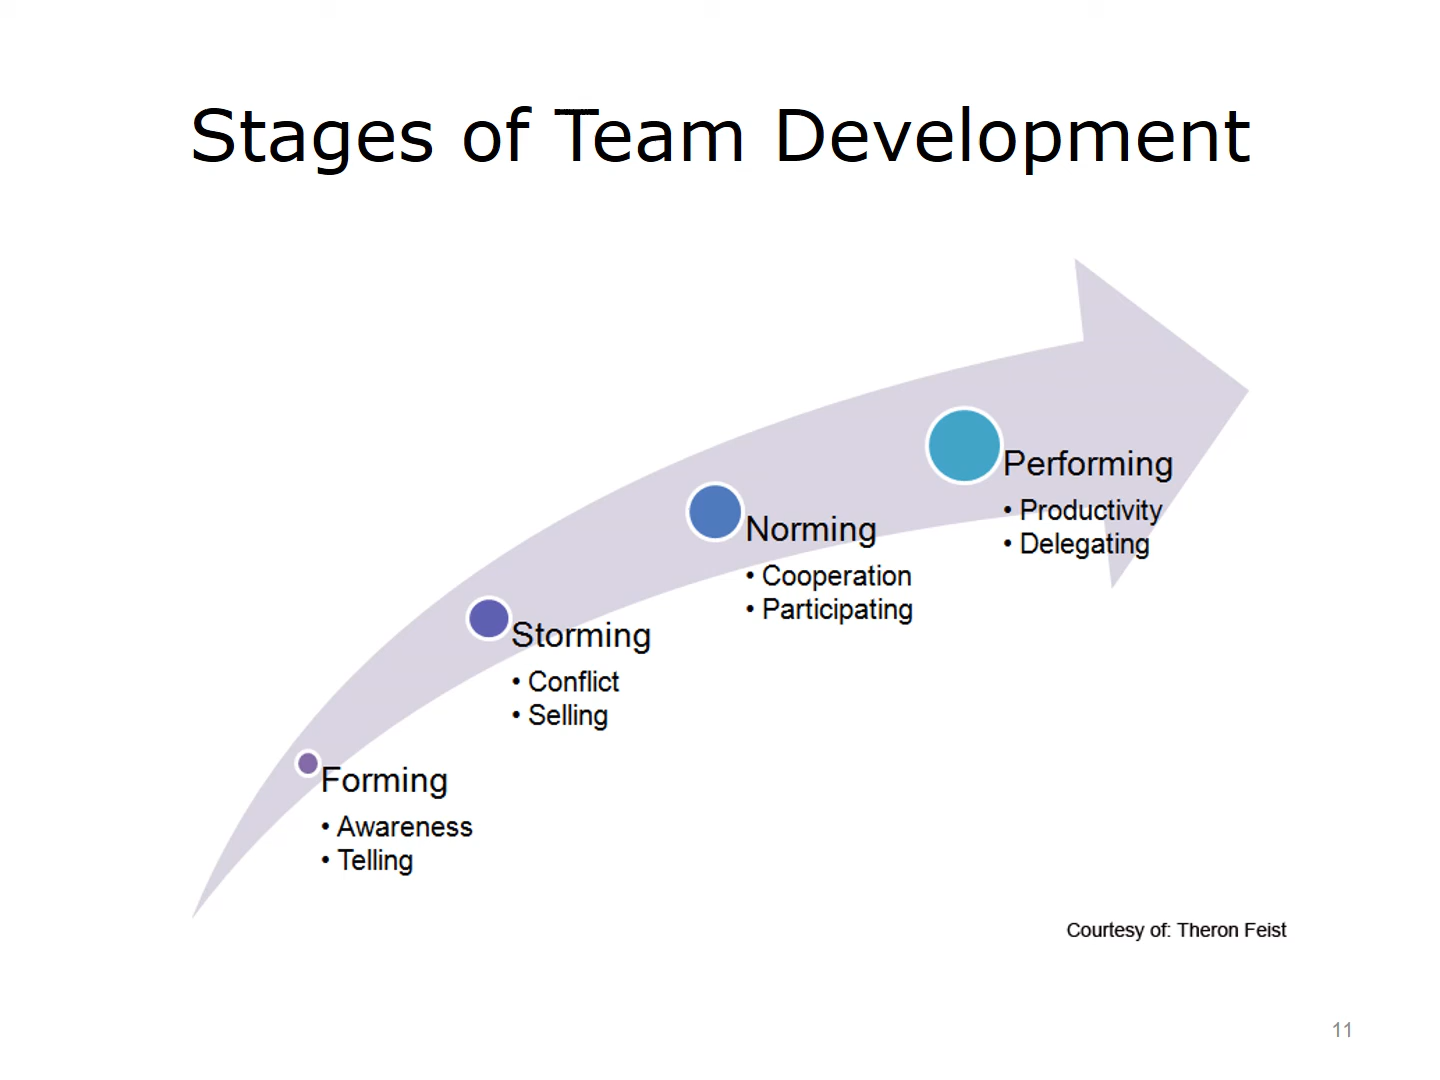 Stages of Team Development
Performing
• Productivity
• Delegating
Norming
• Cooperation
• Participating
Storming
• Conflict
• Selling
Forming
• Awareness
• Telling
Courtesy of: Theron Feist
11